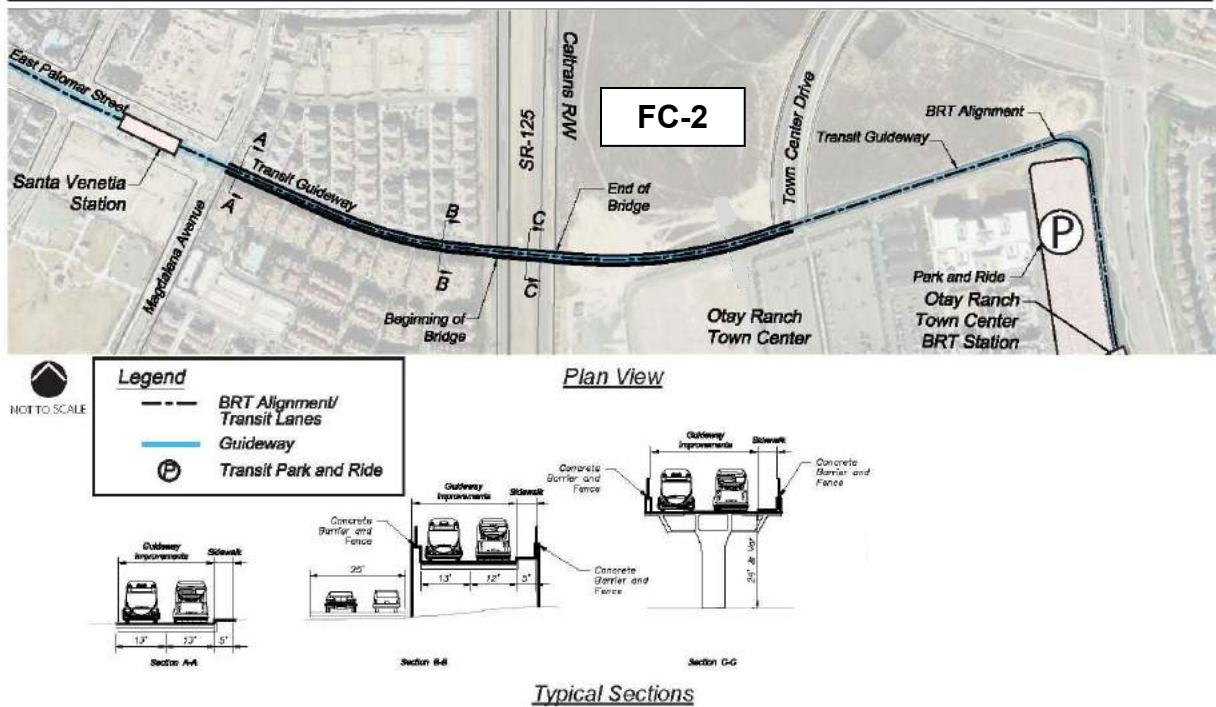 East Palomar Street
Santa Venetia
Station
A
A
Transit Guideway
Magdalena Avenue
B
B
Beginning of
Bridge
SR-125
Caltrans R/W
C
C
End of
Bridge
FC-2
Town Center Drive
BRT Alignment
Transit Guideway
P
Park and Ride
Otay Ranch
Town Center
BRT Station
Otay Ranch
Town Center
NOT TO SCALE
Legend
BRT Alignment/
Transit Lanes
Guideway
P Transit Park and Ride
Plan View
Guideway
Improvements
Sidewalk
13'
13'
5'
Section A-A
Concrete
Barrier and
Fence
Guideway
Improvements
Sidewalk
25'
13'
12'
5'
Concrete
Barrier and
Fence
Section B-B
Concrete
Barrier and
Fence
Guideway
Improvements
Sidewalk
Concrete
Barrier and
Fence
Section C-C
Typical Sections